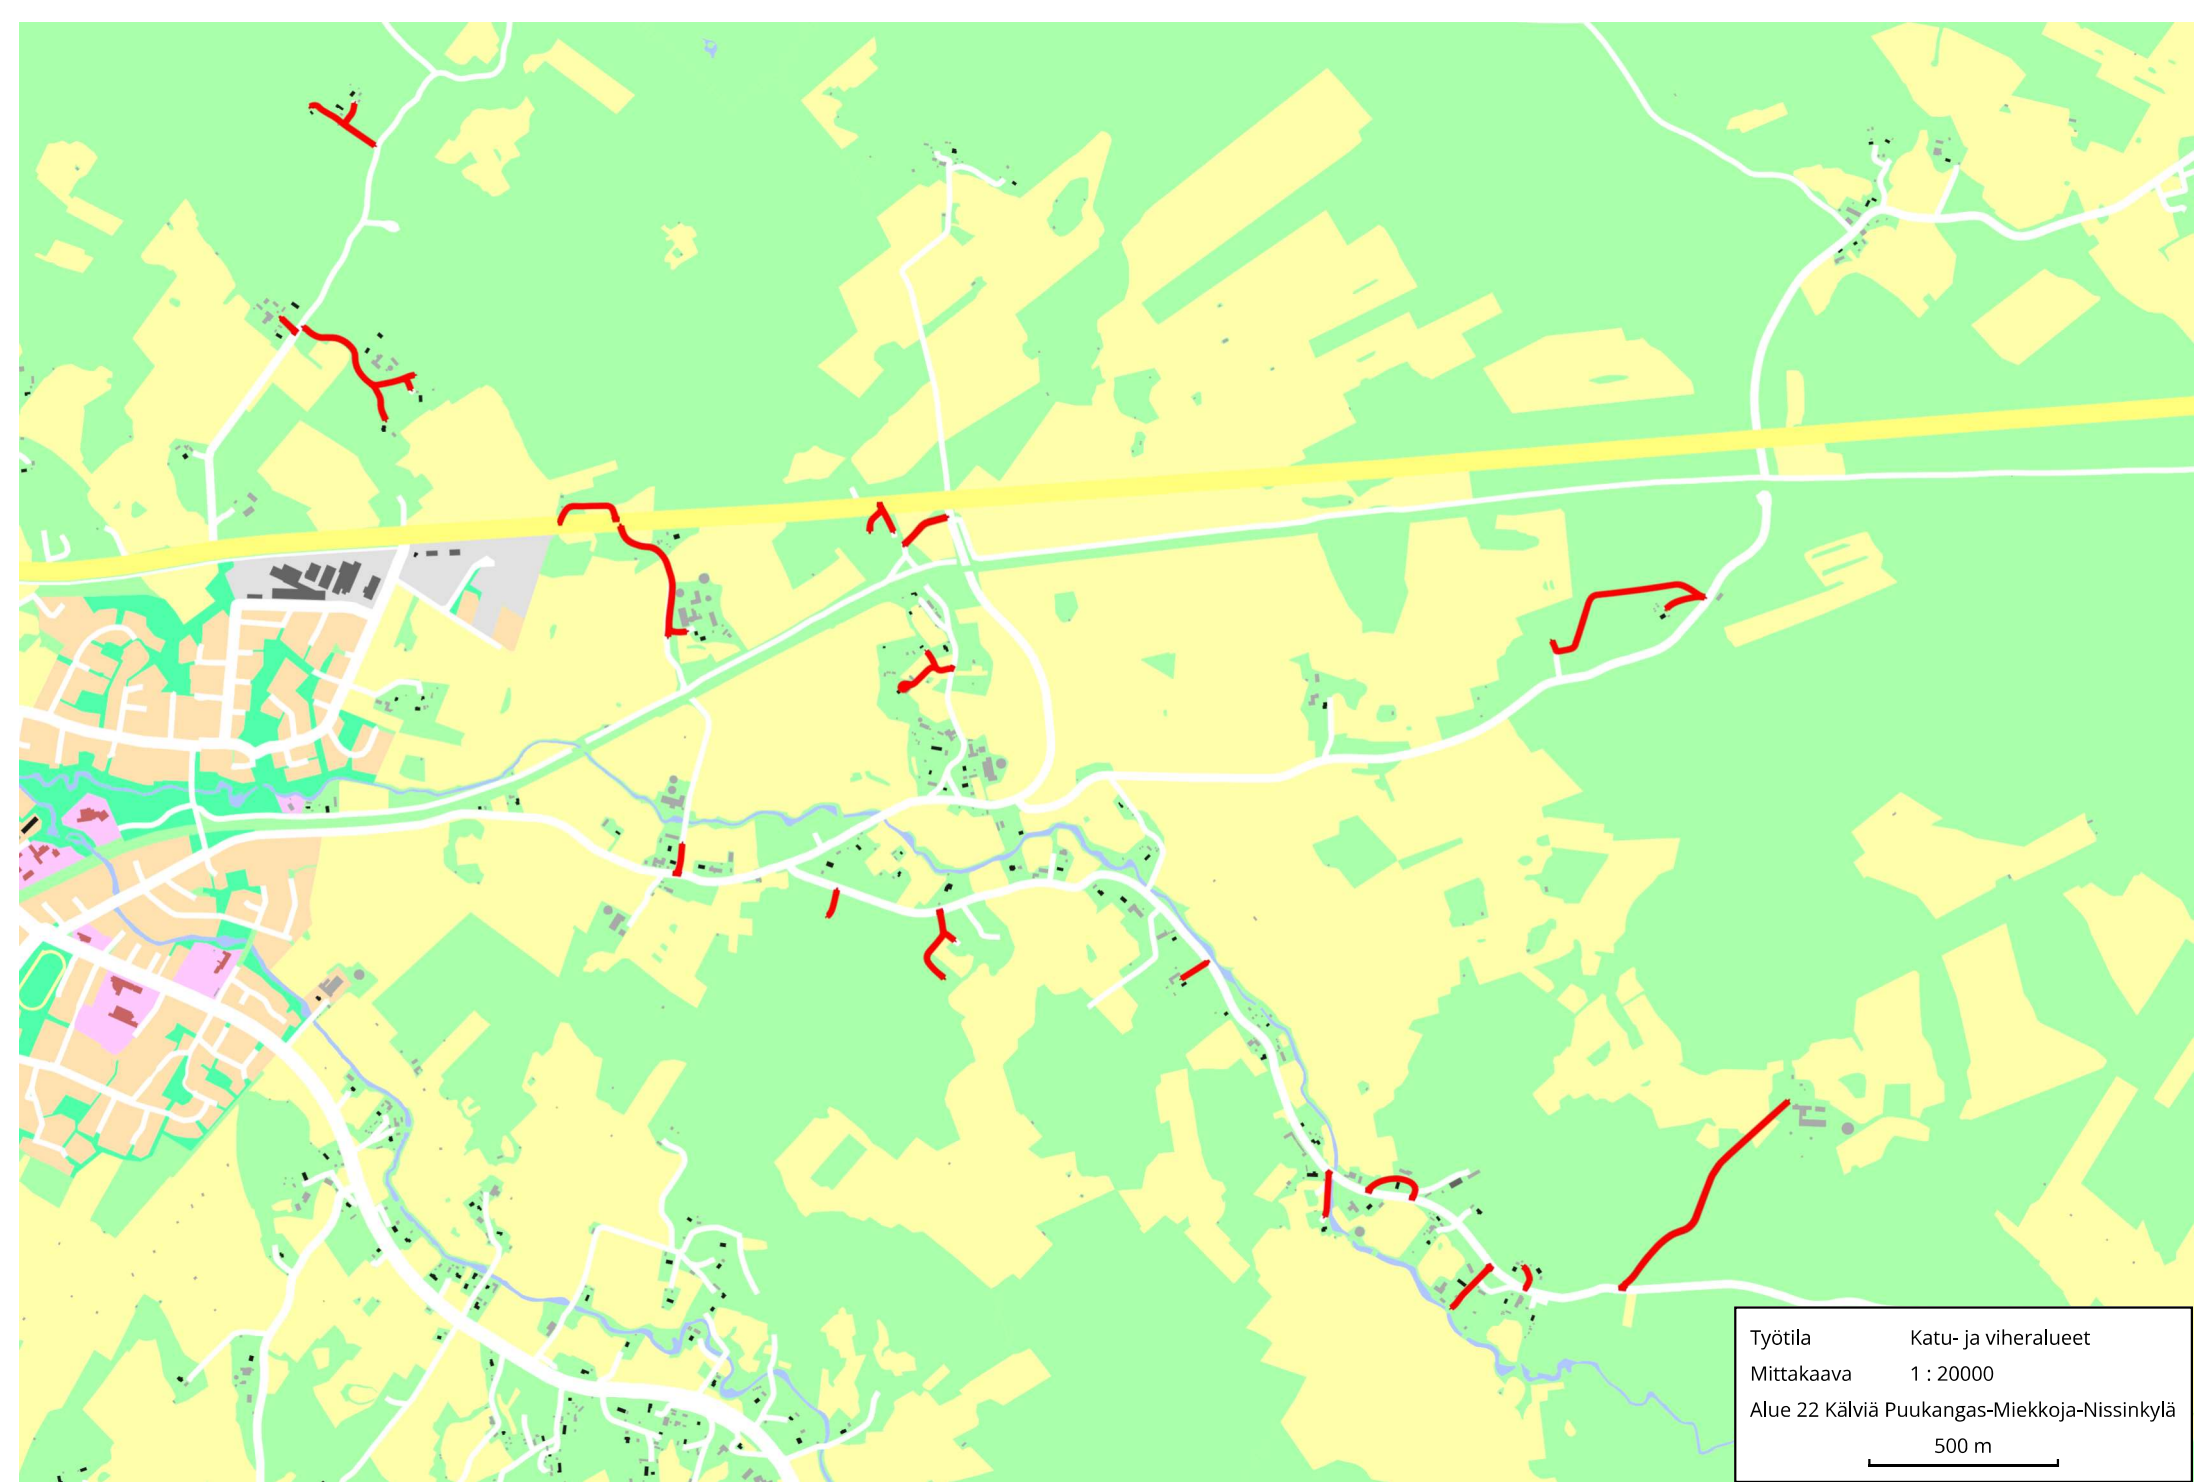 Työtila Katu- ja viheralueet
Mittakaava 1 : 20000
Alue 22 Kälviä Puukangas-Miekkoja-Nissinkylä
500 m